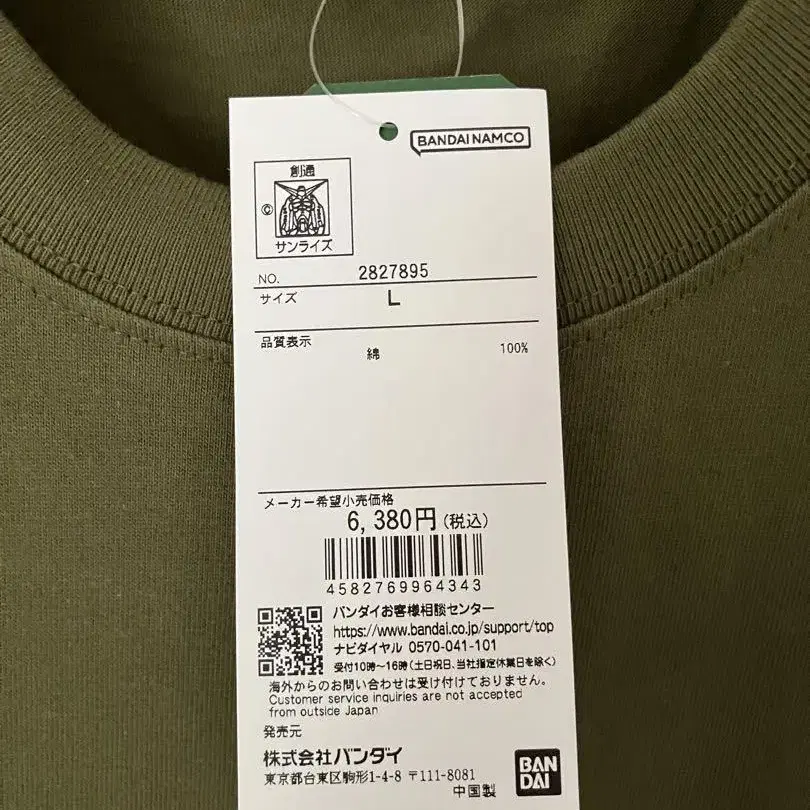 BANDAI NAMCO
創通
©
サンライズ
NO. 2827895
サイズ L
品質表示
綿 100%
メーカー希望小売価格
6,380円(税込)
4582769964343
バンダイお客様相談センター
https://www.bandai.co.jp/support/top
ナビダイヤル 0570-041-101
受付10時~16時(土日祝日、当社指定休業日を除く)
海外からのお問い合わせは受け付けておりません。
Customer service inquiries are not accepted
from outside Japan
発売元
株式会社バンダイ
東京都台東区駒形1-4-8 〒111-8081
中国製
BAN
DAI